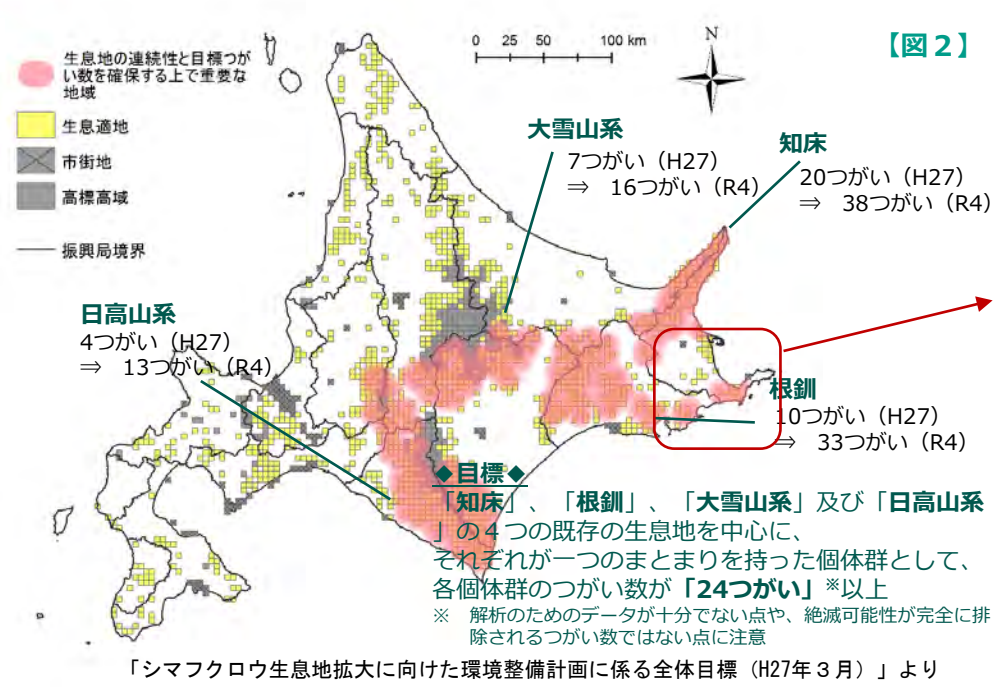 【図２】
0 25 50 100 km
N
生息地の連続性と目標つが
い数を確保する上で重要な
地域
生息適地
市街地
高標高域
振興局境界
大雪山系
7つがい（H27）
⇒ 16つがい（R4）
知床
20つがい（H27）
⇒ 38つがい（R4）
日高山系
4つがい（H27）
⇒ 13つがい（R4）
根釧
10つがい（H27）
⇒ 33つがい（R4）
◆目標◆
「知床」、「根釧」、「大雪山系」及び「日高山系
」の４つの既存の生息地を中心に、
それぞれが一つのまとまりを持った個体群として、
各個体群のつがい数が「24つがい」※以上
※ 解析のためのデータが十分でない点や、絶滅可能性が完全に排
除されるつがい数ではない点に注意
「シマフクロウ生息地拡大に向けた環境整備計画に係る全体目標（H27年３月）」より